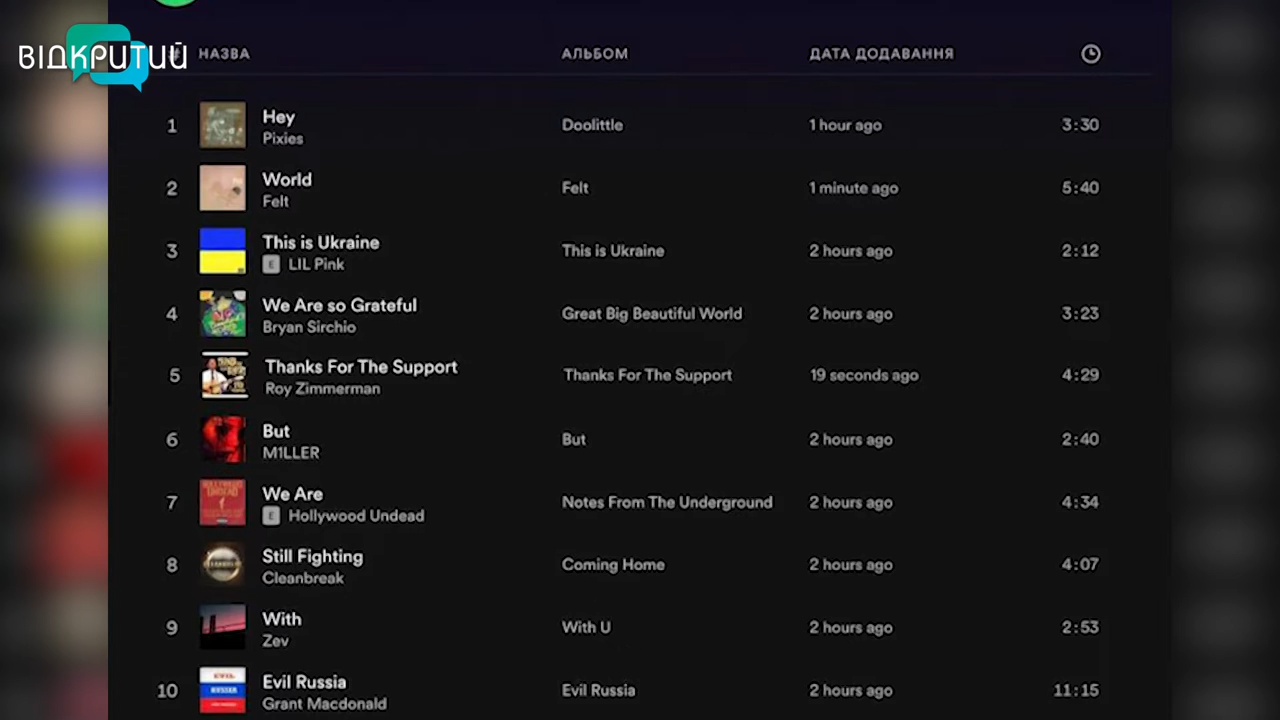 ВІДКРИТИЙ
# НАЗВА АЛЬБОМ ДАТА ДОДАВАННЯ
1 Hey Doolittle 1 hour ago 3:30
Pixies
2 World Felt 1 minute ago 5:40
Felt
3 This is Ukraine This is Ukraine 2 hours ago 2:12
E LIL Pink
4 We Are so Grateful Great Big Beautiful World 2 hours ago 3:23
Bryan Sirchio
5 Thanks For The Support Thanks For The Support 19 seconds ago 4:29
Roy Zimmerman
6 But But 2 hours ago 2:40
M1LLER
7 We Are Notes From The Underground 2 hours ago 4:34
E Hollywood Undead
8 Still Fighting Coming Home 2 hours ago 4:07
Cleanbreak
9 With With U 2 hours ago 2:53
Zev
10 Evil Russia Evil Russia 2 hours ago 11:15
Grant Macdonald
EVIL
RUSSIA